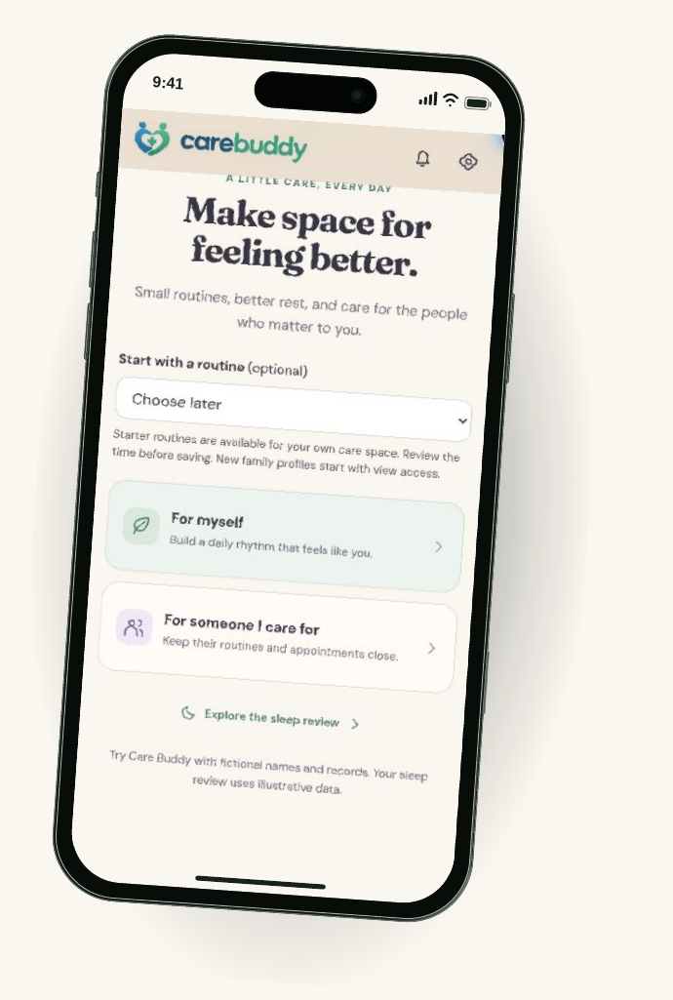 9:41
carebuddy
A LITTLE CARE, EVERY DAY
Make space for
feeling better.
Small routines, better rest, and care for the people
who matter to you.
Start with a routine (optional)
Choose later
Starter routines are available for your own care space. Review the
time before saving. New family profiles start with view access.
For myself
Build a daily rhythm that feels like you.
For someone I care for
Keep their routines and appointments close.
Explore the sleep review
Try Care Buddy with fictional names and records. Your sleep
review uses illustrative data.